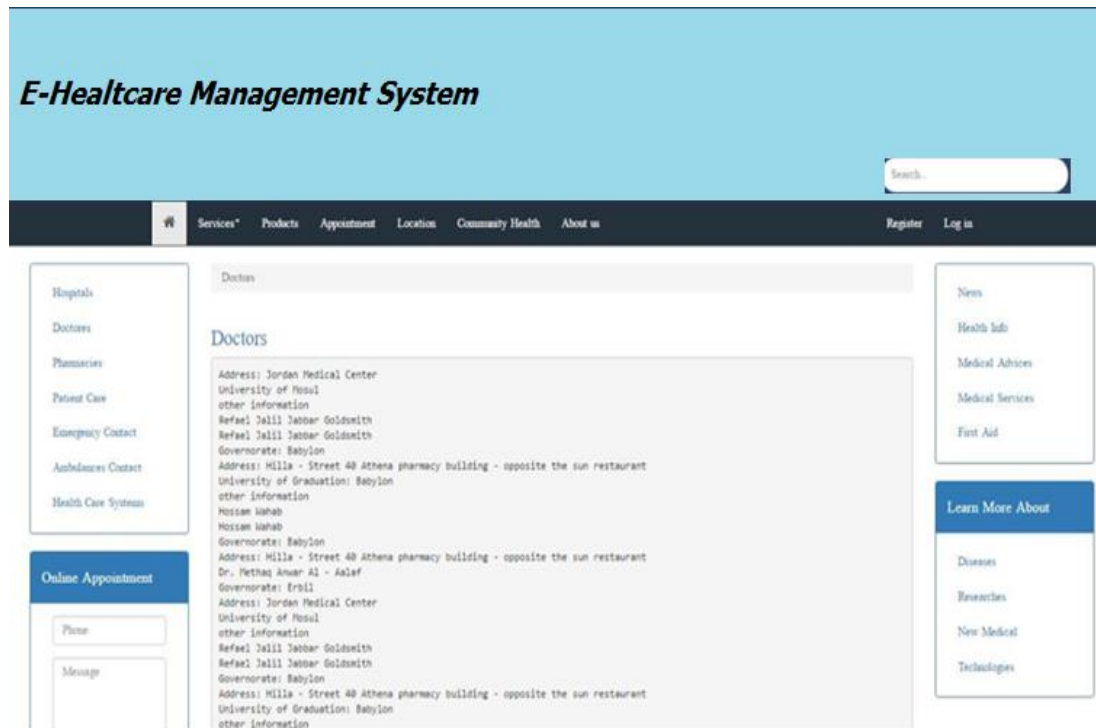 E-Healtcare Management System
Search..
Services* Products Appointment Location Community Health About us Register Log in
Hospitals
Doctores
Pharmacies
Patient Care
Emergency Contact
Ambulances Contact
Health Care Systems
Online Appointment
Phone
Message
Doctors
Doctors
Address: Jordan Medical Center
University of Mosul
other information
Refael Jalil Jabbar Goldsmith
Refael Jalil Jabbar Goldsmith
Governorate: Babylon
Address: Hilla - Street 40 Athena pharmacy building - opposite the sun restaurant
University of Graduation: Babylon
other information
Hossam Wahab
Hossam Wahab
Governorate: Babylon
Address: Hilla - Street 40 Athena pharmacy building - opposite the sun restaurant
Dr. Methaq Anwar Al - Aalaf
Governorate: Erbil
Address: Jordan Medical Center
University of Mosul
other information
Refael Jalil Jabbar Goldsmith
Refael Jalil Jabbar Goldsmith
Governorate: Babylon
Address: Hilla - Street 40 Athena pharmacy building - opposite the sun restaurant
University of Graduation: Babylon
other information
News
Health Info
Medical Advices
Medical Services
First Aid
Learn More About
Diseases
Researches
New Medical
Technologies